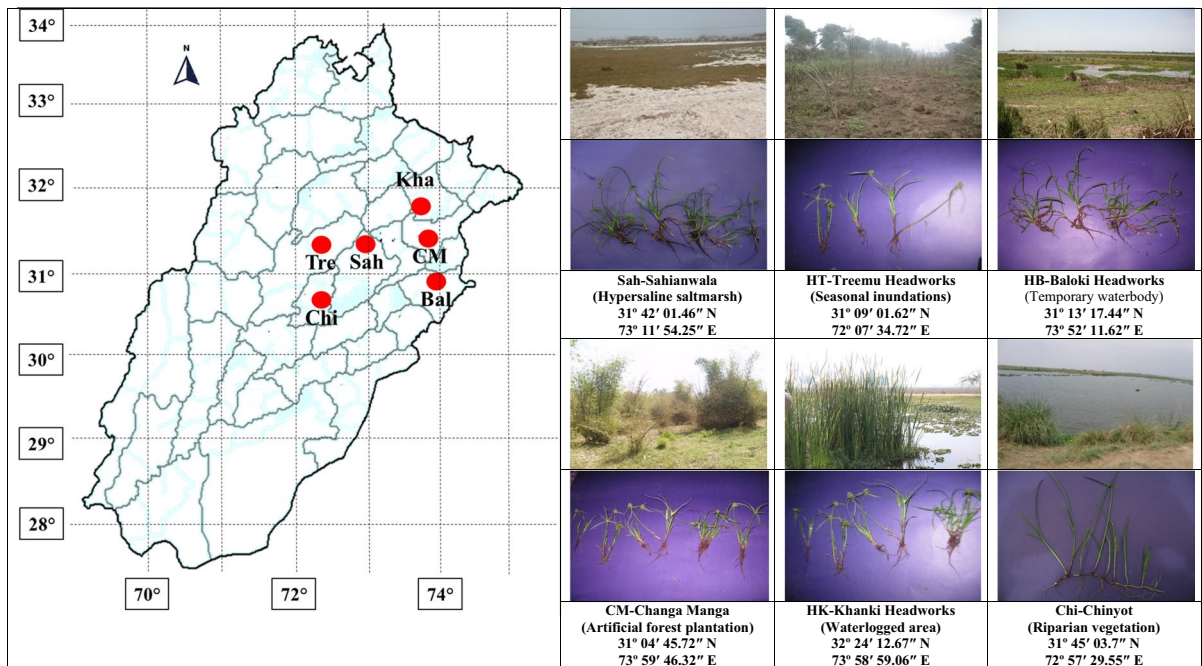 34°
33°
32°
31°
30°
29°
28°
70°
72°
74°
N
Kha
Tre
Sah
CM
Bal
Chi
Sah-Sahianwala
(Hypersaline saltmarsh)
31° 42′ 01.46″ N
73° 11′ 54.25″ E
HT-Treemu Headworks
(Seasonal inundations)
31° 09′ 01.62″ N
72° 07′ 34.72″ E
HB-Baloki Headworks
(Temporary waterbody)
31° 13′ 17.44″ N
73° 52′ 11.62″ E
CM-Changa Manga
(Artificial forest plantation)
31° 04′ 45.72″ N
73° 59′ 46.32″ E
HK-Khanki Headworks
(Waterlogged area)
32° 24′ 12.67″ N
73° 58′ 59.06″ E
Chi-Chinyot
(Riparian vegetation)
31° 45′ 03.7″ N
72° 57′ 29.55″ E